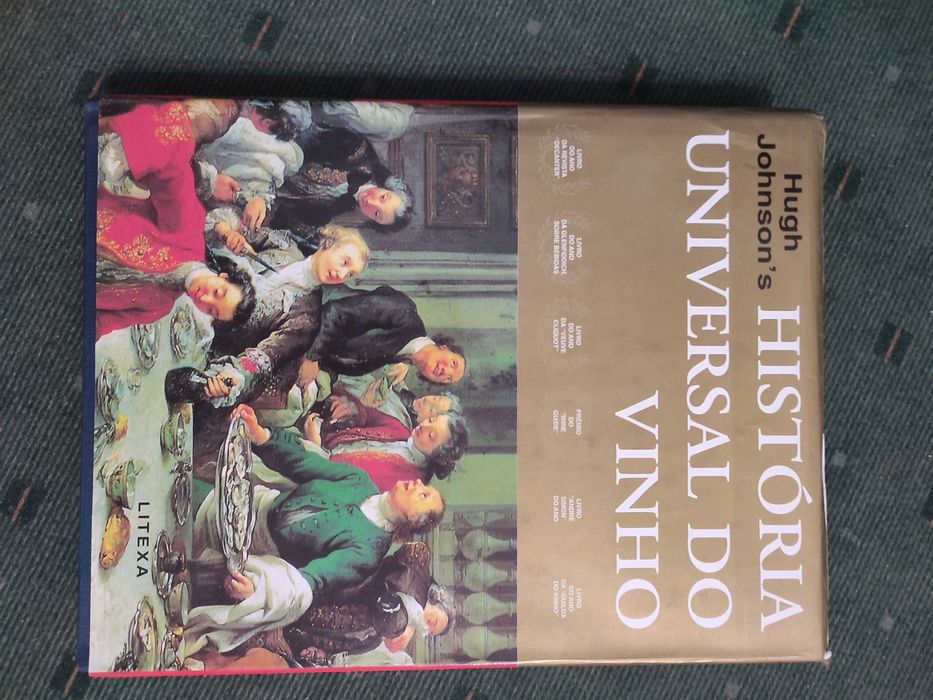 Hugh
Johnson's
HISTÓRIA
UNIVERSAL DO
VINHO
LIVRO
DO ANO
DA REVISTA
"DECANTER"
LIVRO
DO ANO
DA GLENFIDDICH,
SOBRE BEBIDAS
LIVRO
DO ANO
DA "VEUVE
CLIQUOT"
PRÉMIO
DO
"WINE
GUIDE"
LIVRO
"ANDRÉ
SIMON"
DO ANO
LIVRO
DO ANO
DA "GUILDA
DO VINHO"
LITEXA